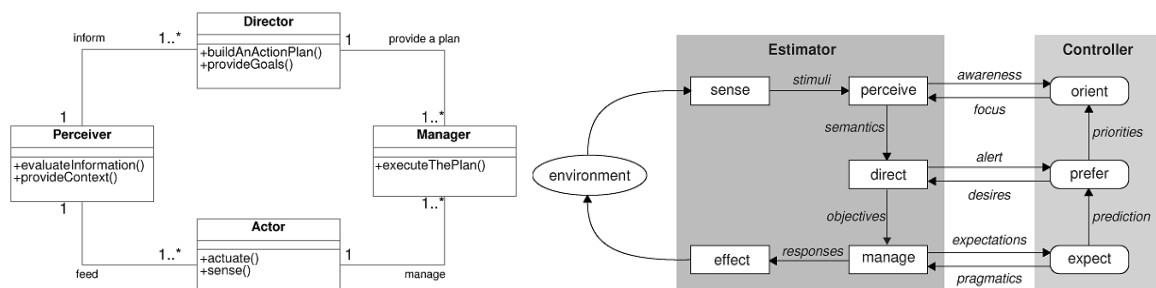 Director
+buildAnActionPlan()
+provideGoals()
inform
1..*
1
provide a plan
1
1..*
Perceiver
+evaluateInformation()
+provideContext()
Manager
+executeThePlan()
1
1..*
Actor
+actuate()
+sense()
1..*
1
feed
manage
Estimator
Controller
sense
stimuli
perceive
awareness
orient
focus
semantics
priorities
environment
direct
alert
prefer
desires
objectives
prediction
effect
responses
manage
expectations
expect
pragmatics